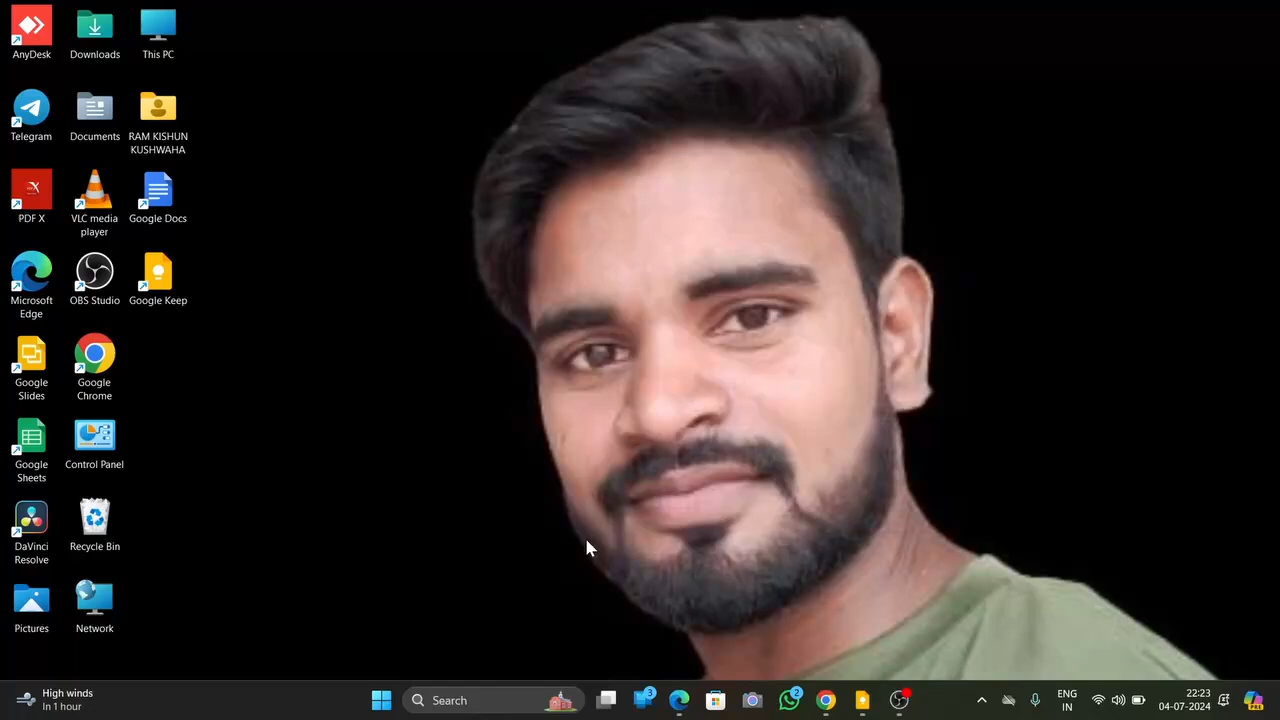 AnyDesk
Downloads
This PC
Telegram
Documents
RAM KISHUN
KUSHWAHA
PDF X
VLC media
player
Google Docs
Microsoft
Edge
OBS Studio
Google Keep
Google
Slides
Google
Chrome
Google
Sheets
Control Panel
DaVinci
Resolve
Recycle Bin
Pictures
Network
High winds
In 1 hour
Search
3
2
ENG
IN
22:23
04-07-2024